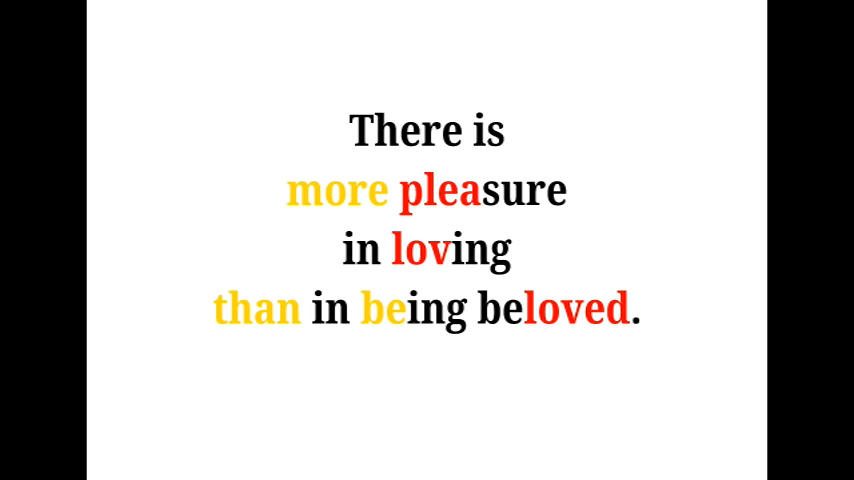 There is
more pleasure
in loving
than in being beloved.